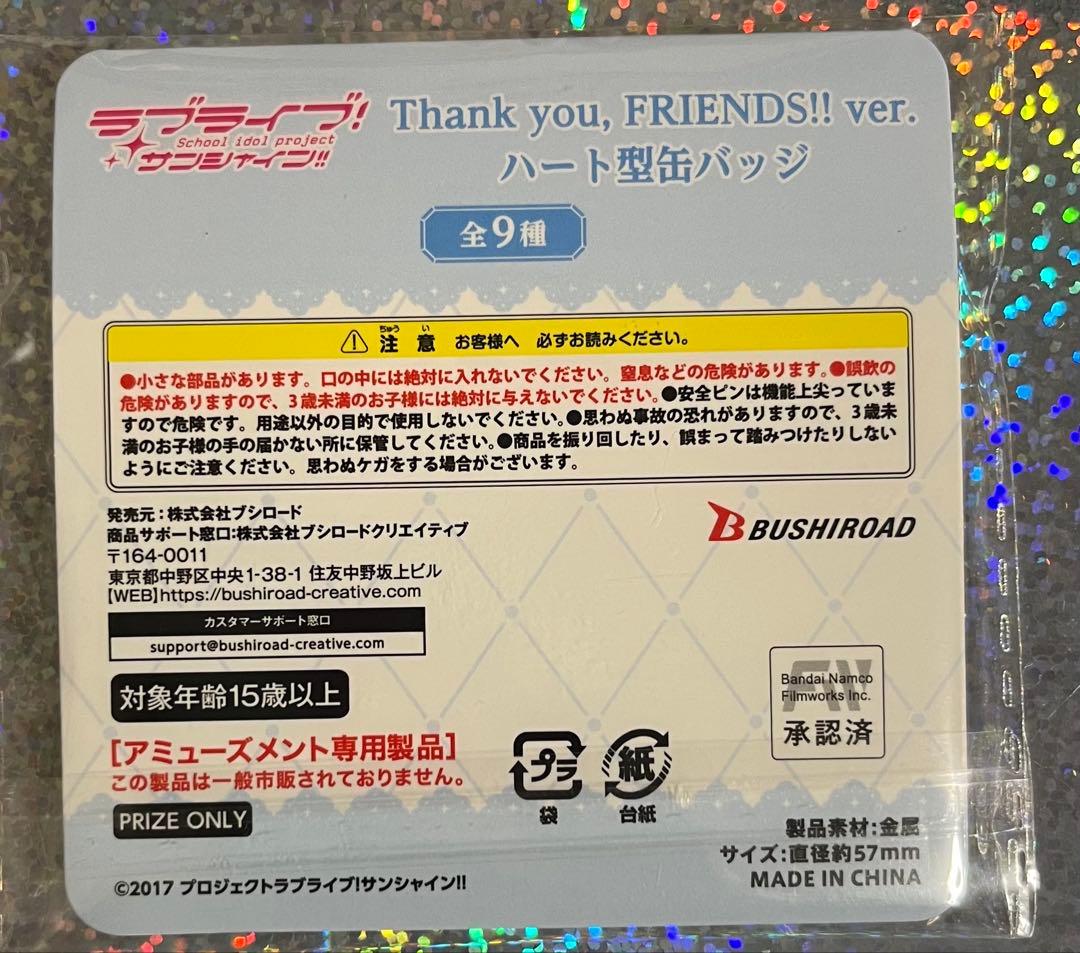 ラブライブ!
School idol project
サンシャイン!!
Thank you, FRIENDS!! ver.
ハート型缶バッジ
全9種
ちゅう い
注意 お客様へ 必ずお読みください。
●小さな部品があります。口の中には絶対に入れないでください。窒息などの危険があります。●誤飲の
危険がありますので、3歳未満のお子様には絶対に与えないでください。●安全ピンは機能上尖っていま
すので危険です。用途以外の目的で使用しないでください。●思わぬ事故の恐れがありますので、3歳未
満のお子様の手の届かない所に保管してください。●商品を振り回したり、誤まって踏みつけたりしない
ようにご注意ください。思わぬケガをする場合がございます。
発売元:株式会社ブシロード
商品サポート窓口:株式会社ブシロードクリエイティブ
〒164-0011
東京都中野区中央1-38-1 住友中野坂上ビル
【WEB】https://bushiroad-creative.com
カスタマーサポート窓口
support@bushiroad-creative.com
BUSHIROAD
対象年齢15歳以上
[アミューズメント専用製品]
この製品は一般市販されておりません。
PRIZE ONLY
プラ
袋
紙
台紙
Bandai Namco
Filmworks Inc.
承認済
製品素材:金属
サイズ:直径約57mm
MADE IN CHINA
©2017 プロジェクトラブライブ!サンシャイン!!